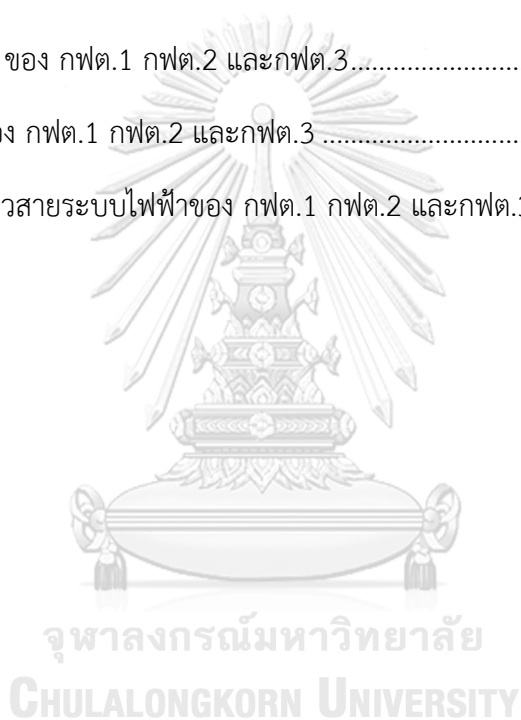 ของ กฟต.1 กฟต.2 และกฟต.3.......................
กฟต.1 กฟต.2 และกฟต.3 ...........................
สายระบบไฟฟ้าของ กฟต.1 กฟต.2 และกฟต.
จุฬาลงกรณ์มหาวิทยาลัย
CHULALONGKORN UNIVERSITY